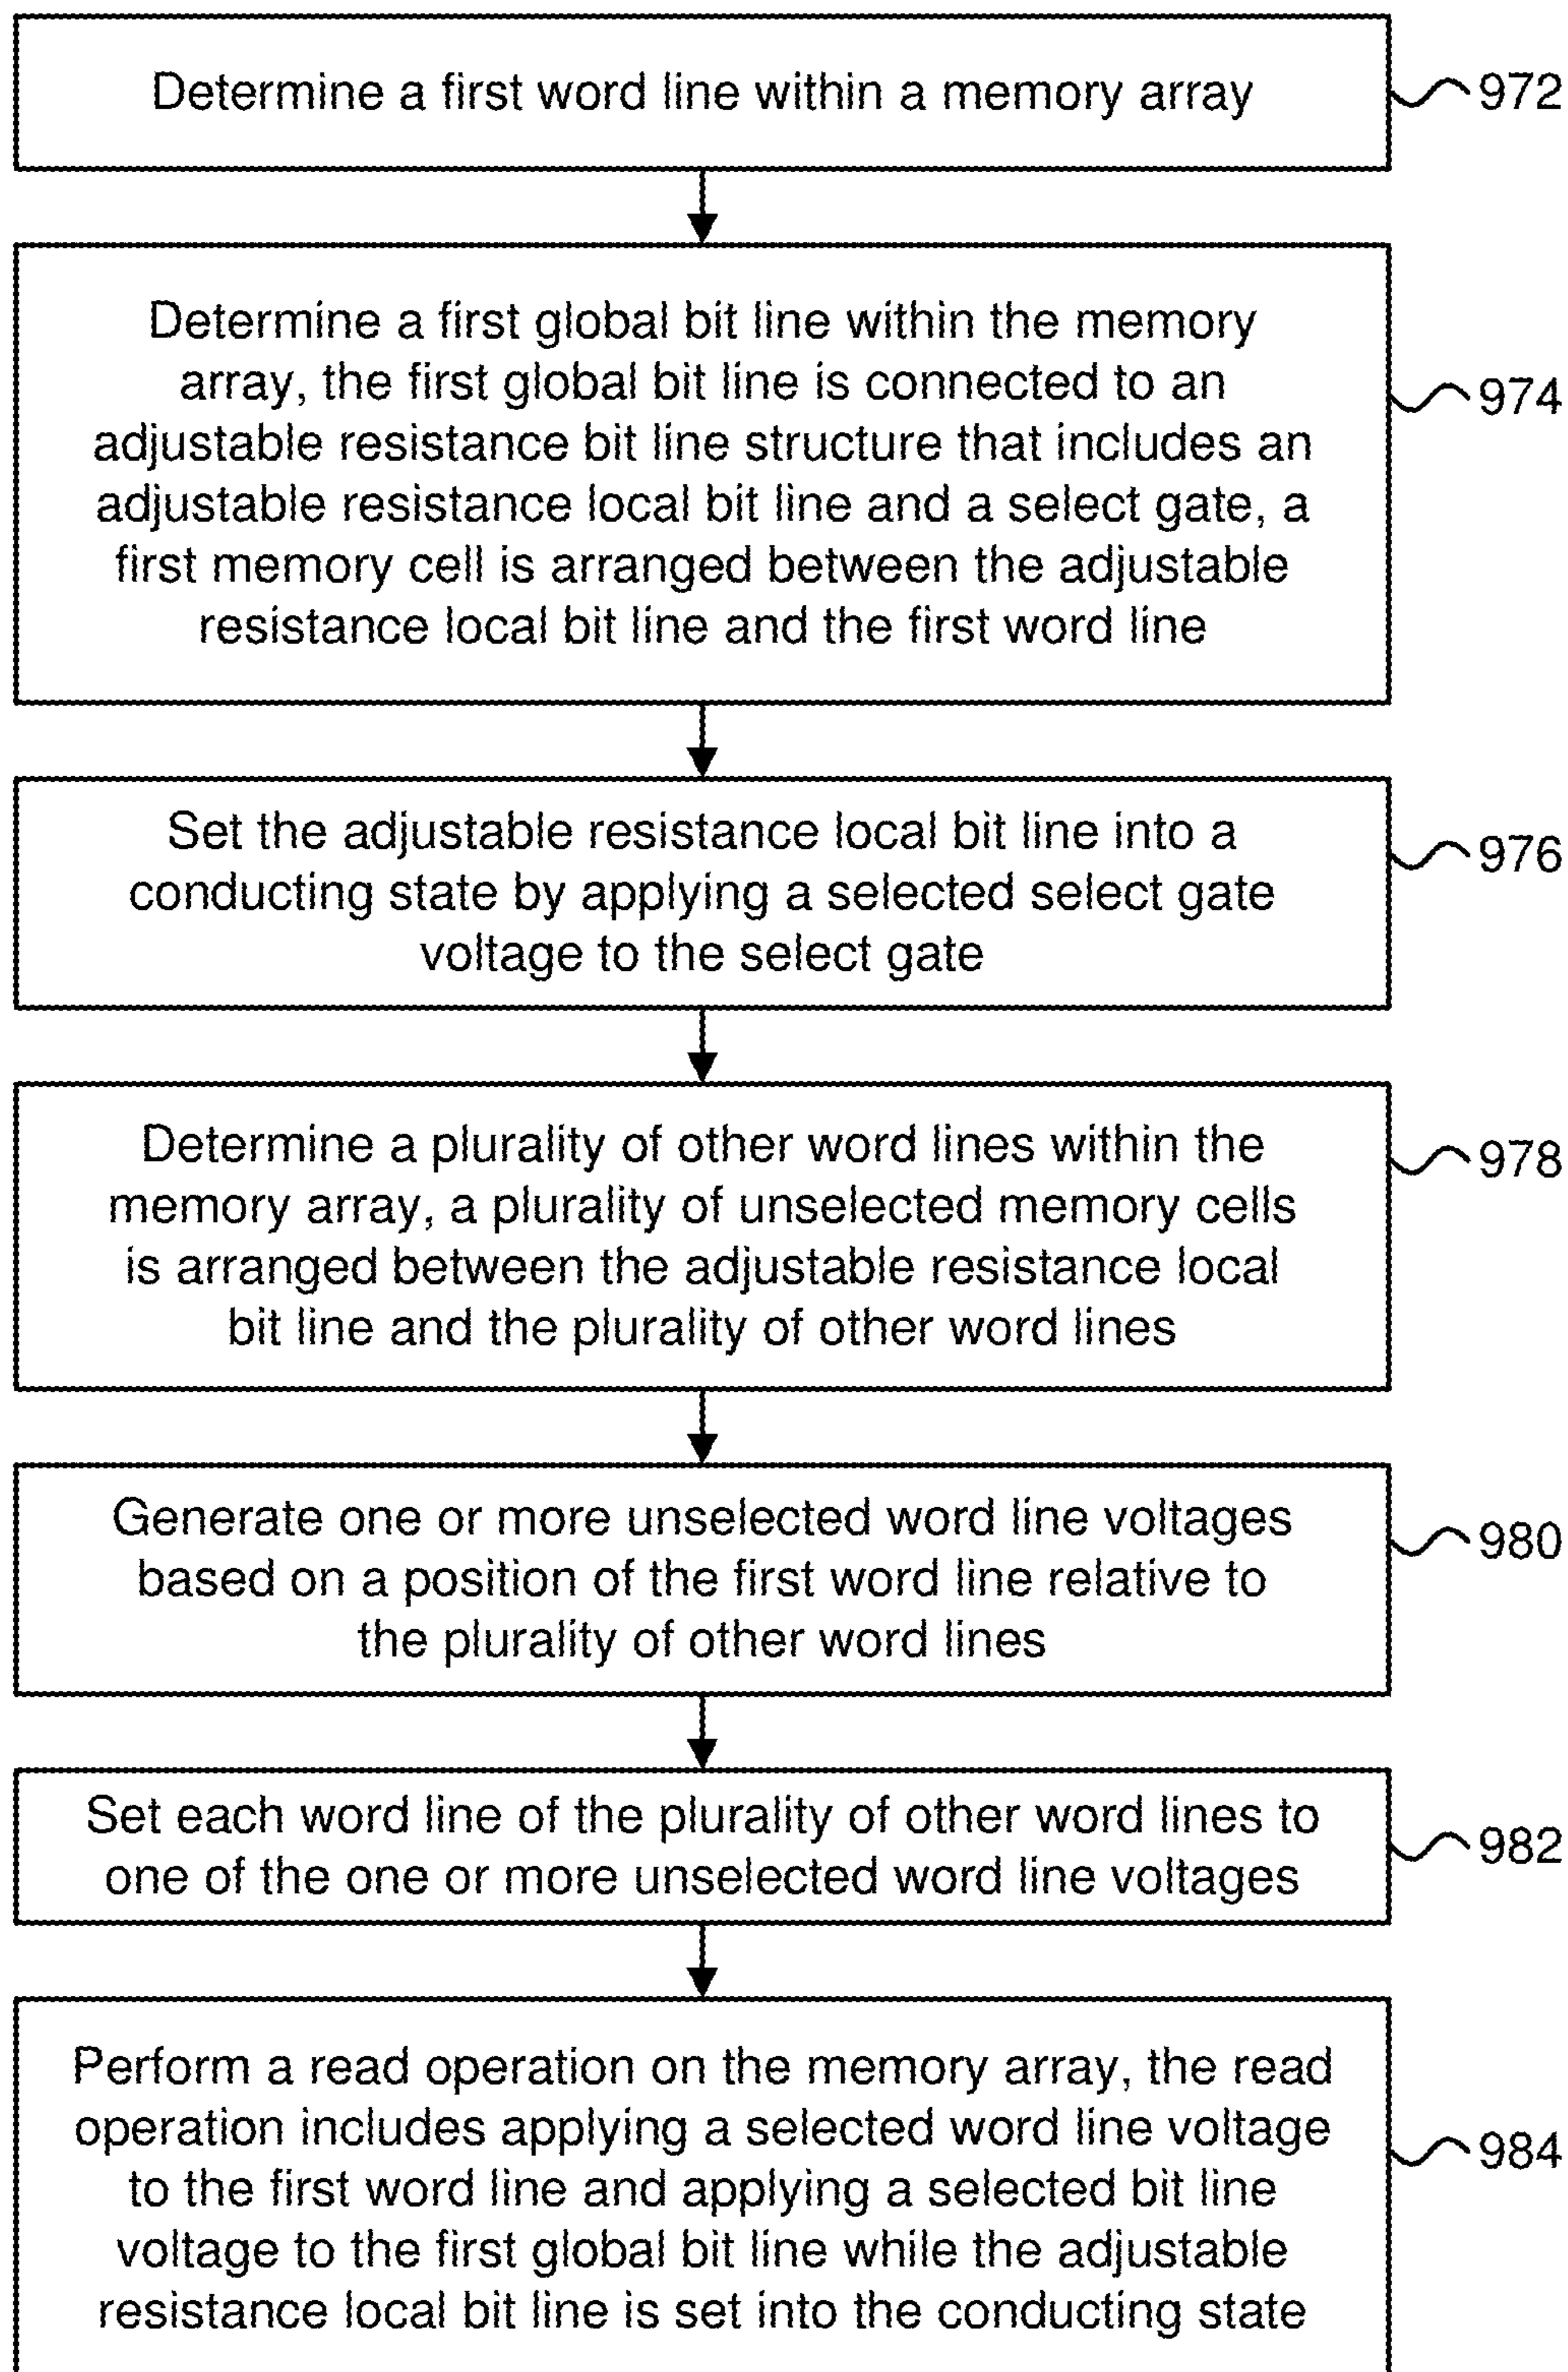 Determine a first word line within a memory array
972
Determine a first global bit line within the memory
array, the first global bit line is connected to an
adjustable resistance bit line structure that includes an
adjustable resistance local bit line and a select gate, a
first memory cell is arranged between the adjustable
resistance local bit line and the first word line
974
Set the adjustable resistance local bit line into a
conducting state by applying a selected select gate
voltage to the select gate
976
Determine a plurality of other word lines within the
memory array, a plurality of unselected memory cells
is arranged between the adjustable resistance local
bit line and the plurality of other word lines
978
Generate one or more unselected word line voltages
based on a position of the first word line relative to
the plurality of other word lines
980
Set each word line of the plurality of other word lines to
one of the one or more unselected word line voltages
982
Perform a read operation on the memory array, the read
operation includes applying a selected word line voltage
to the first word line and applying a selected bit line
voltage to the first global bit line while the adjustable
resistance local bit line is set into the conducting state
984